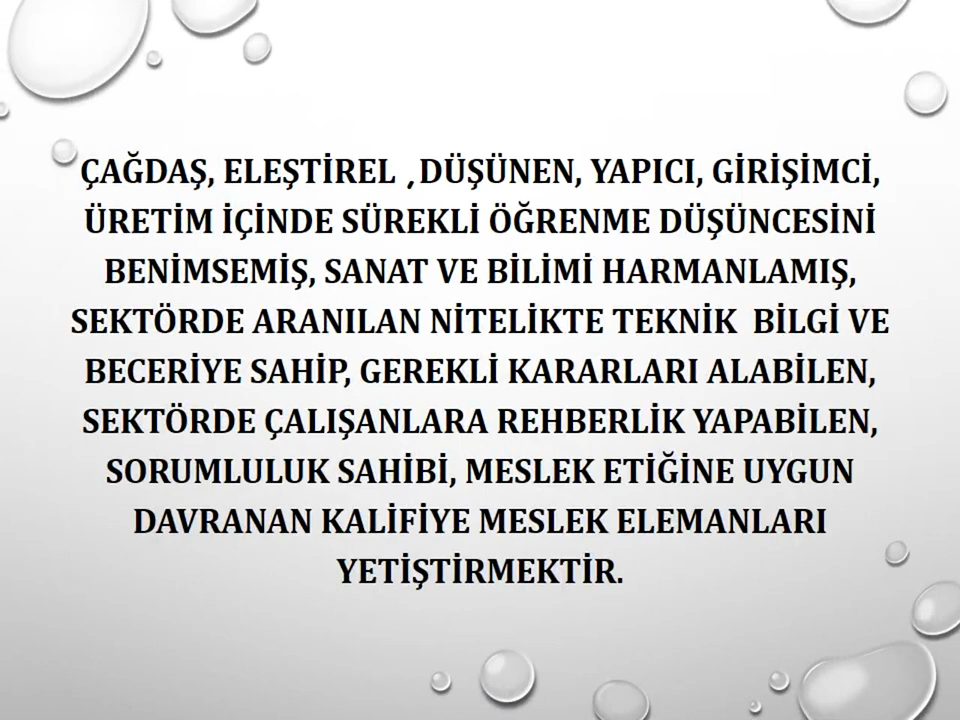 ÇAĞDAŞ, ELEŞTİREL ,DÜŞÜNEN, YAPICI, GİRİŞİMCİ,
ÜRETİM İÇİNDE SÜREKLİ ÖĞRENME DÜŞÜNCESİNİ
BENİMSEMİŞ, SANAT VE BİLİMİ HARMANLAMIŞ,
SEKTÖRDE ARANILAN NİTELİKTE TEKNİK  BİLGİ VE
BECERİYE SAHİP, GEREKLİ KARARLARI ALABİLEN,
SEKTÖRDE ÇALIŞANLARA REHBERLİK YAPABİLEN,
SORUMLULUK SAHİBİ, MESLEK ETİĞİNE UYGUN
DAVRANAN KALİFİYE MESLEK ELEMANLARI
YETİŞTİRMEKTİR.